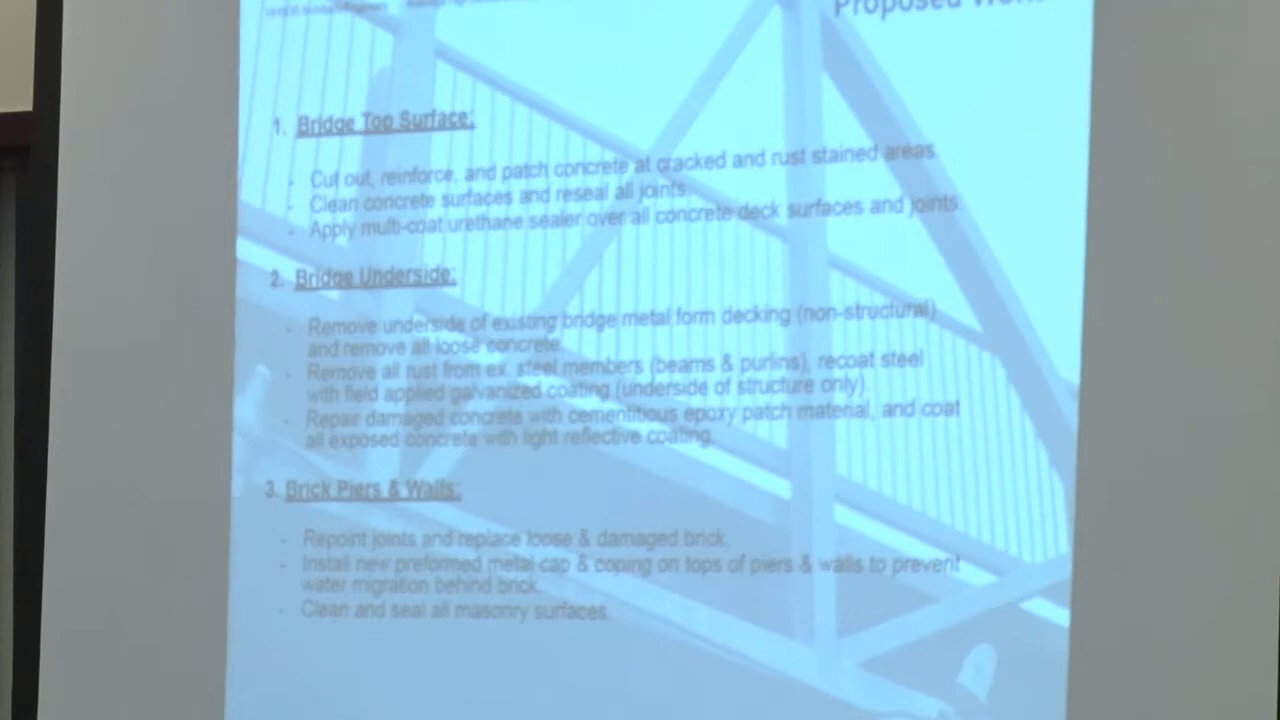 Proposed Work
1. Bridge Top Surface:
- Cut out, reinforce, and patch concrete at cracked and rust stained areas
- Clean concrete surfaces and reseal all joints
- Apply multi-coat urethane sealer over all concrete deck surfaces and joints
2. Bridge Underside:
- Remove underside of existing bridge metal form decking (non-structural)
and remove all loose concrete.
- Remove all rust from ex. steel members (beams & purlins), recoat steel
with field applied galvanized coating (underside of structure only).
- Repair damaged concrete with cementitious epoxy patch material, and coat
all exposed concrete with light reflective coating.
3. Brick Piers & Walls:
- Repoint joints and replace loose & damaged brick.
- Install new preformed metal cap & coping on tops of piers & walls to prevent
water migration behind brick.
- Clean and seal all masonry surfaces.